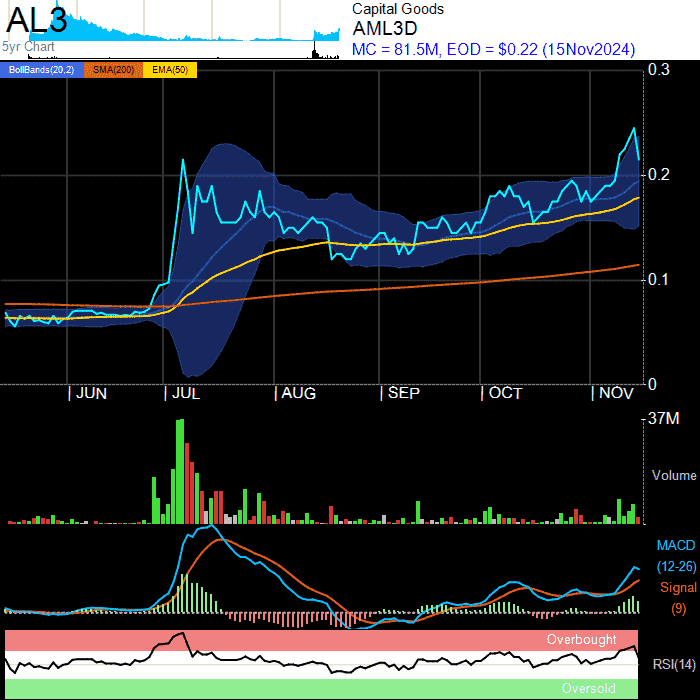 AL3
5yr Chart
Capital Goods
AML3D
MC = 81.5M, EOD = $0.22 (15Nov2024)
BollBands(20,2) SMA(200) EMA(50)
0.3
0.2
0.1
0
| JUN | JUL | AUG | SEP | OCT | NOV
37M
Volume
MACD
(12-26)
Signal
(9)
Overbought
RSI(14)
Oversold